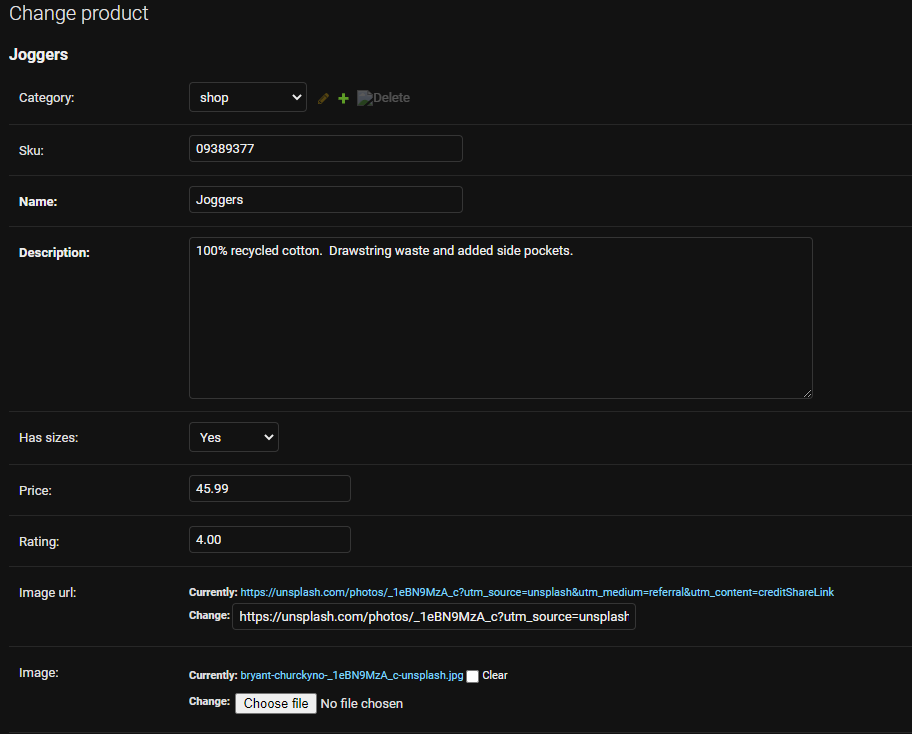 Change product
Joggers
Category: shop Delete
Sku: 09389377
Name: Joggers
Description: 100% recycled cotton.  Drawstring waste and added side pockets.
Has sizes: Yes
Price: 45.99
Rating: 4.00
Image url: Currently: https://unsplash.com/photos/_1eBN9MzA_c?utm_source=unsplash&utm_medium=referral&utm_content=creditShareLink
Change: https://unsplash.com/photos/_1eBN9MzA_c?utm_source=unsplash
Image: Currently: bryant-churckyno-_1eBN9MzA_c-unsplash.jpg Clear
Change: Choose file No file chosen